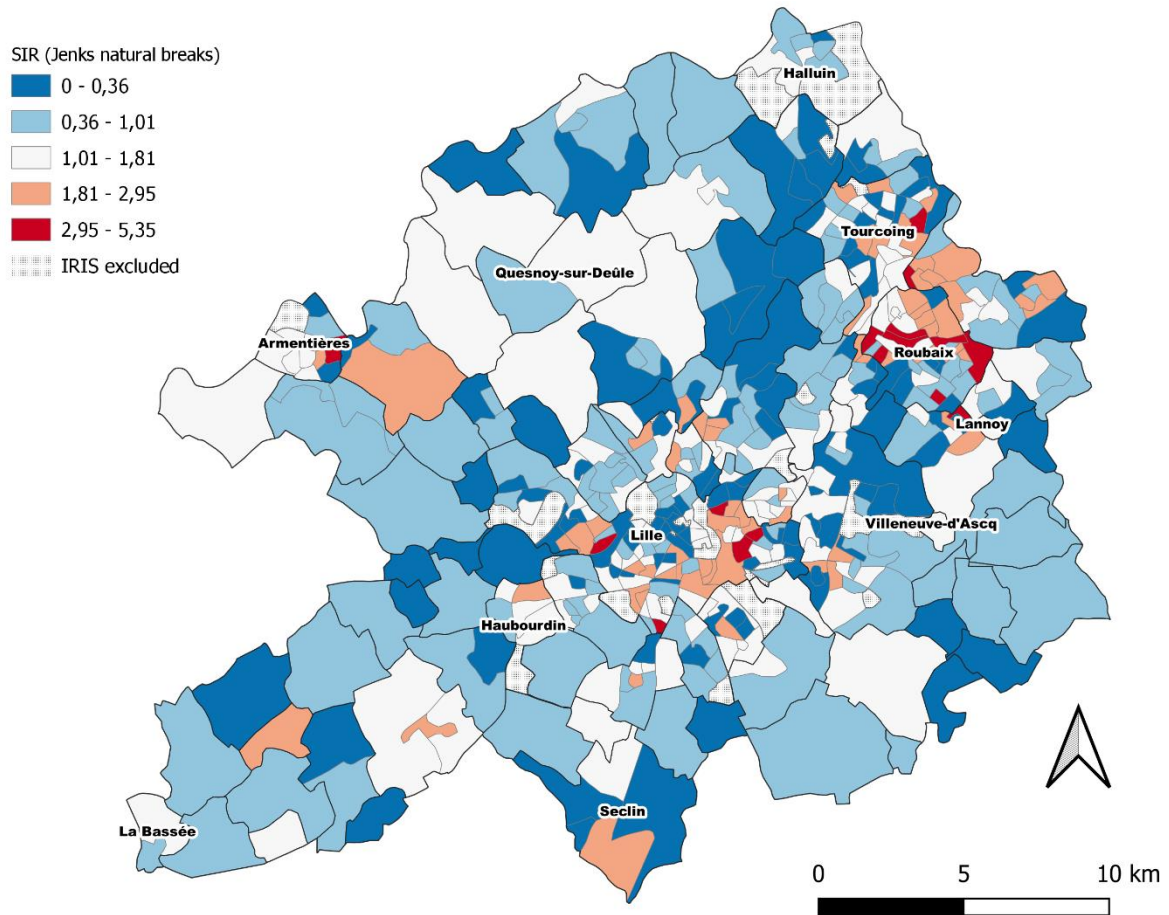 SIR (Jenks natural breaks)
0 - 0,36
0,36 - 1,01
1,01 - 1,81
1,81 - 2,95
2,95 - 5,35
IRIS excluded
Halluin
Tourcoing
Quesnoy-sur-Deûle
Armentières
Roubaix
Lannoy
Villeneuve-d'Ascq
Lille
Haubourdin
Seclin
La Bassée
0 5 10 km